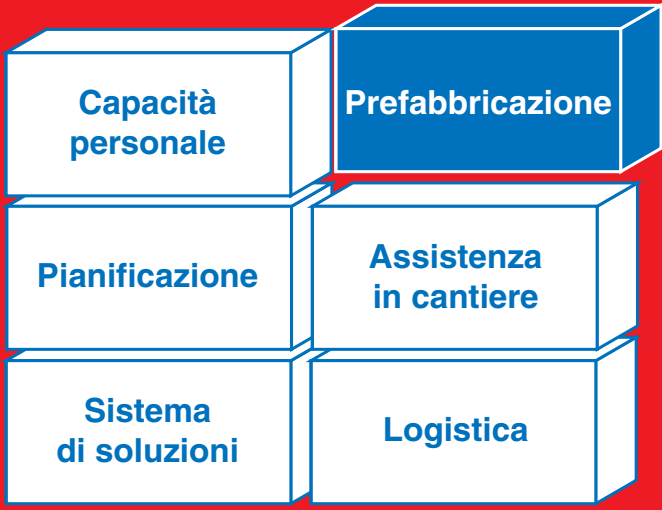 Capacità
personale
Prefabbricazione
Pianificazione
Assistenza
in cantiere
Sistema
di soluzioni
Logistica